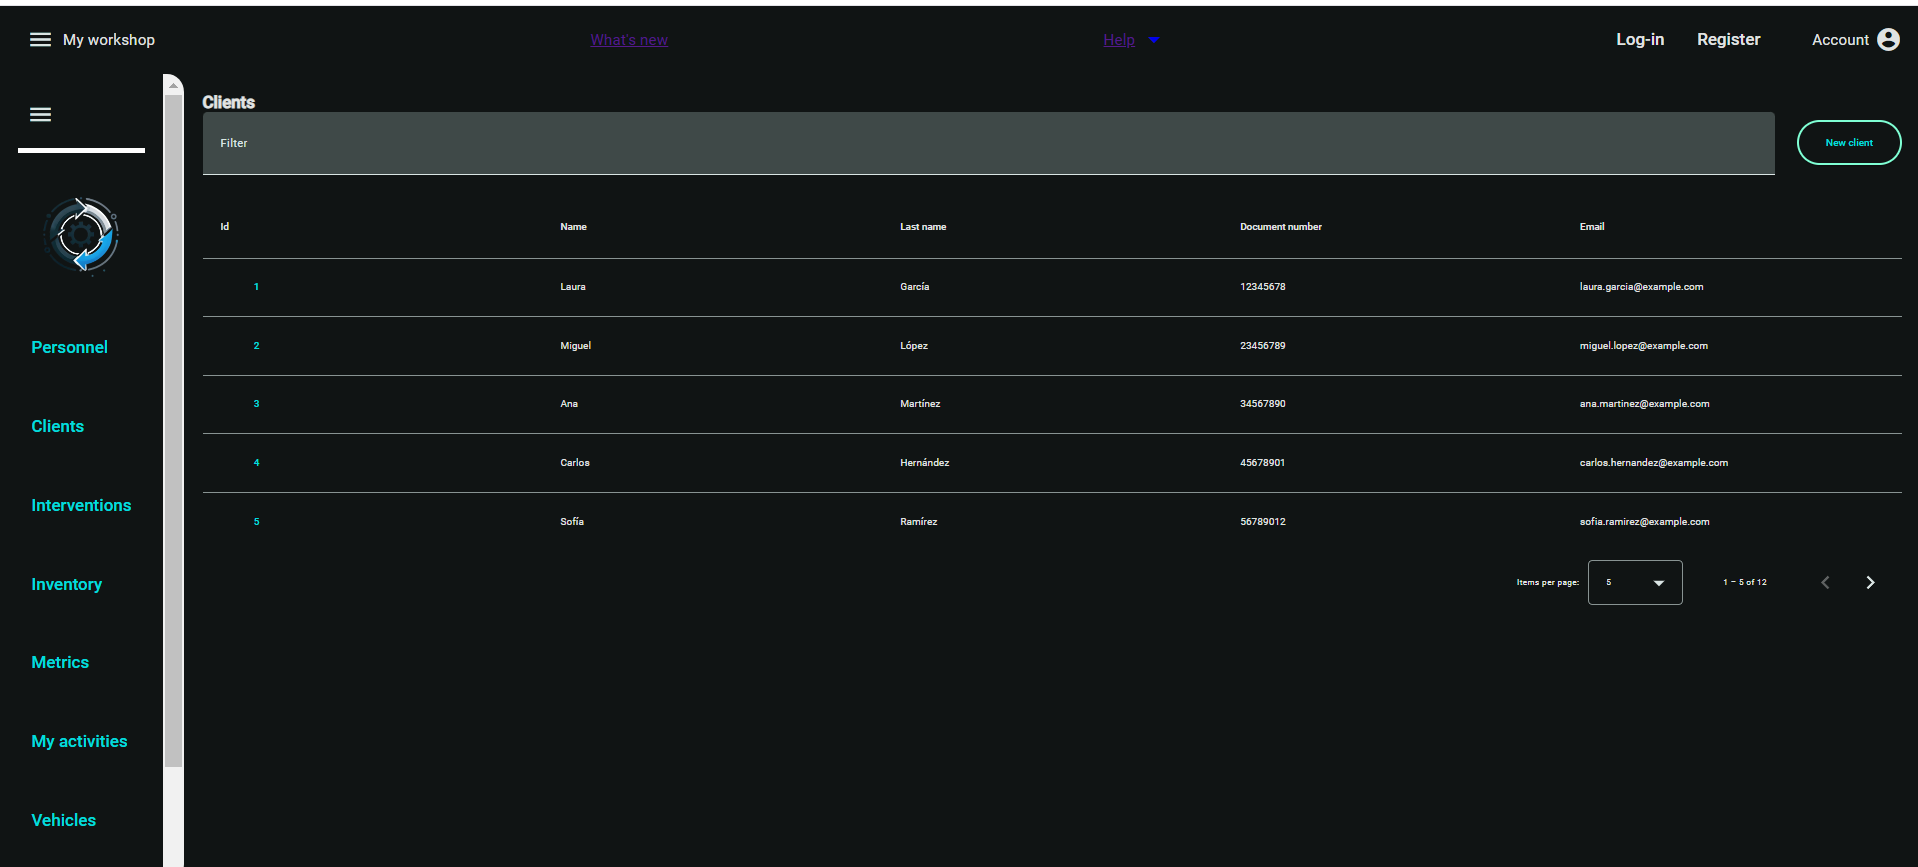 My workshop What's new Help Log-in Register Account
Clients
Filter New client
Id Name Last name Document number Email
1 Laura García 12345678 laura.garcia@example.com
2 Miguel López 23456789 miguel.lopez@example.com
3 Ana Martínez 34567890 ana.martinez@example.com
4 Carlos Hernández 45678901 carlos.hernandez@example.com
5 Sofía Ramírez 56789012 sofia.ramirez@example.com
Items per page: 5 1 – 5 of 12
Personnel
Clients
Interventions
Inventory
Metrics
My activities
Vehicles